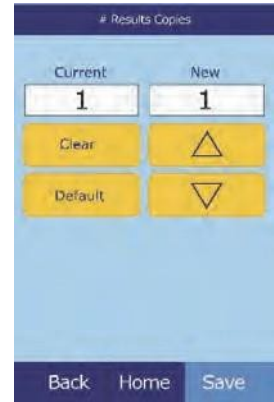 # Results Copies
Current New
1 1
Clear
Default
Back Home Save